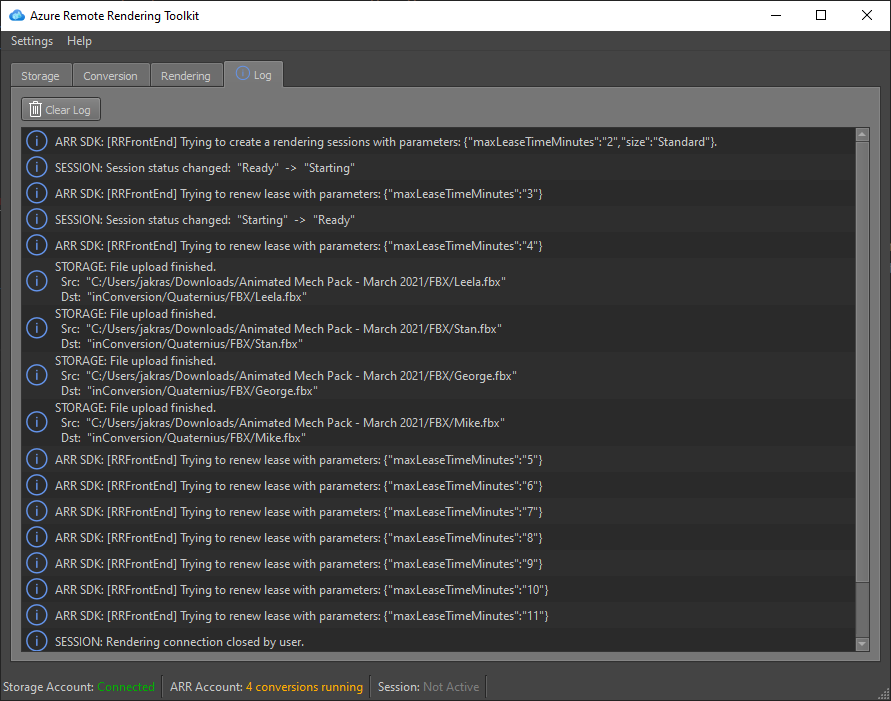 Azure Remote Rendering Toolkit
Settings Help
Storage Conversion Rendering Log
Clear Log
ARR SDK: [RRFrontEnd] Trying to create a rendering sessions with parameters: {"maxLeaseTimeMinutes":"2","size":"Standard"}.
SESSION: Session status changed: "Ready" -> "Starting"
ARR SDK: [RRFrontEnd] Trying to renew lease with parameters: {"maxLeaseTimeMinutes":"3"}
SESSION: Session status changed: "Starting" -> "Ready"
ARR SDK: [RRFrontEnd] Trying to renew lease with parameters: {"maxLeaseTimeMinutes":"4"}
STORAGE: File upload finished.
Src: "C:/Users/jakras/Downloads/Animated Mech Pack - March 2021/FBX/Leela.fbx"
Dst: "inConversion/Quaternius/FBX/Leela.fbx"
STORAGE: File upload finished.
Src: "C:/Users/jakras/Downloads/Animated Mech Pack - March 2021/FBX/Stan.fbx"
Dst: "inConversion/Quaternius/FBX/Stan.fbx"
STORAGE: File upload finished.
Src: "C:/Users/jakras/Downloads/Animated Mech Pack - March 2021/FBX/George.fbx"
Dst: "inConversion/Quaternius/FBX/George.fbx"
STORAGE: File upload finished.
Src: "C:/Users/jakras/Downloads/Animated Mech Pack - March 2021/FBX/Mike.fbx"
Dst: "inConversion/Quaternius/FBX/Mike.fbx"
ARR SDK: [RRFrontEnd] Trying to renew lease with parameters: {"maxLeaseTimeMinutes":"5"}
ARR SDK: [RRFrontEnd] Trying to renew lease with parameters: {"maxLeaseTimeMinutes":"6"}
ARR SDK: [RRFrontEnd] Trying to renew lease with parameters: {"maxLeaseTimeMinutes":"7"}
ARR SDK: [RRFrontEnd] Trying to renew lease with parameters: {"maxLeaseTimeMinutes":"8"}
ARR SDK: [RRFrontEnd] Trying to renew lease with parameters: {"maxLeaseTimeMinutes":"9"}
ARR SDK: [RRFrontEnd] Trying to renew lease with parameters: {"maxLeaseTimeMinutes":"10"}
ARR SDK: [RRFrontEnd] Trying to renew lease with parameters: {"maxLeaseTimeMinutes":"11"}
SESSION: Rendering connection closed by user.
Storage Account: Connected ARR Account: 4 conversions running Session: Not Active